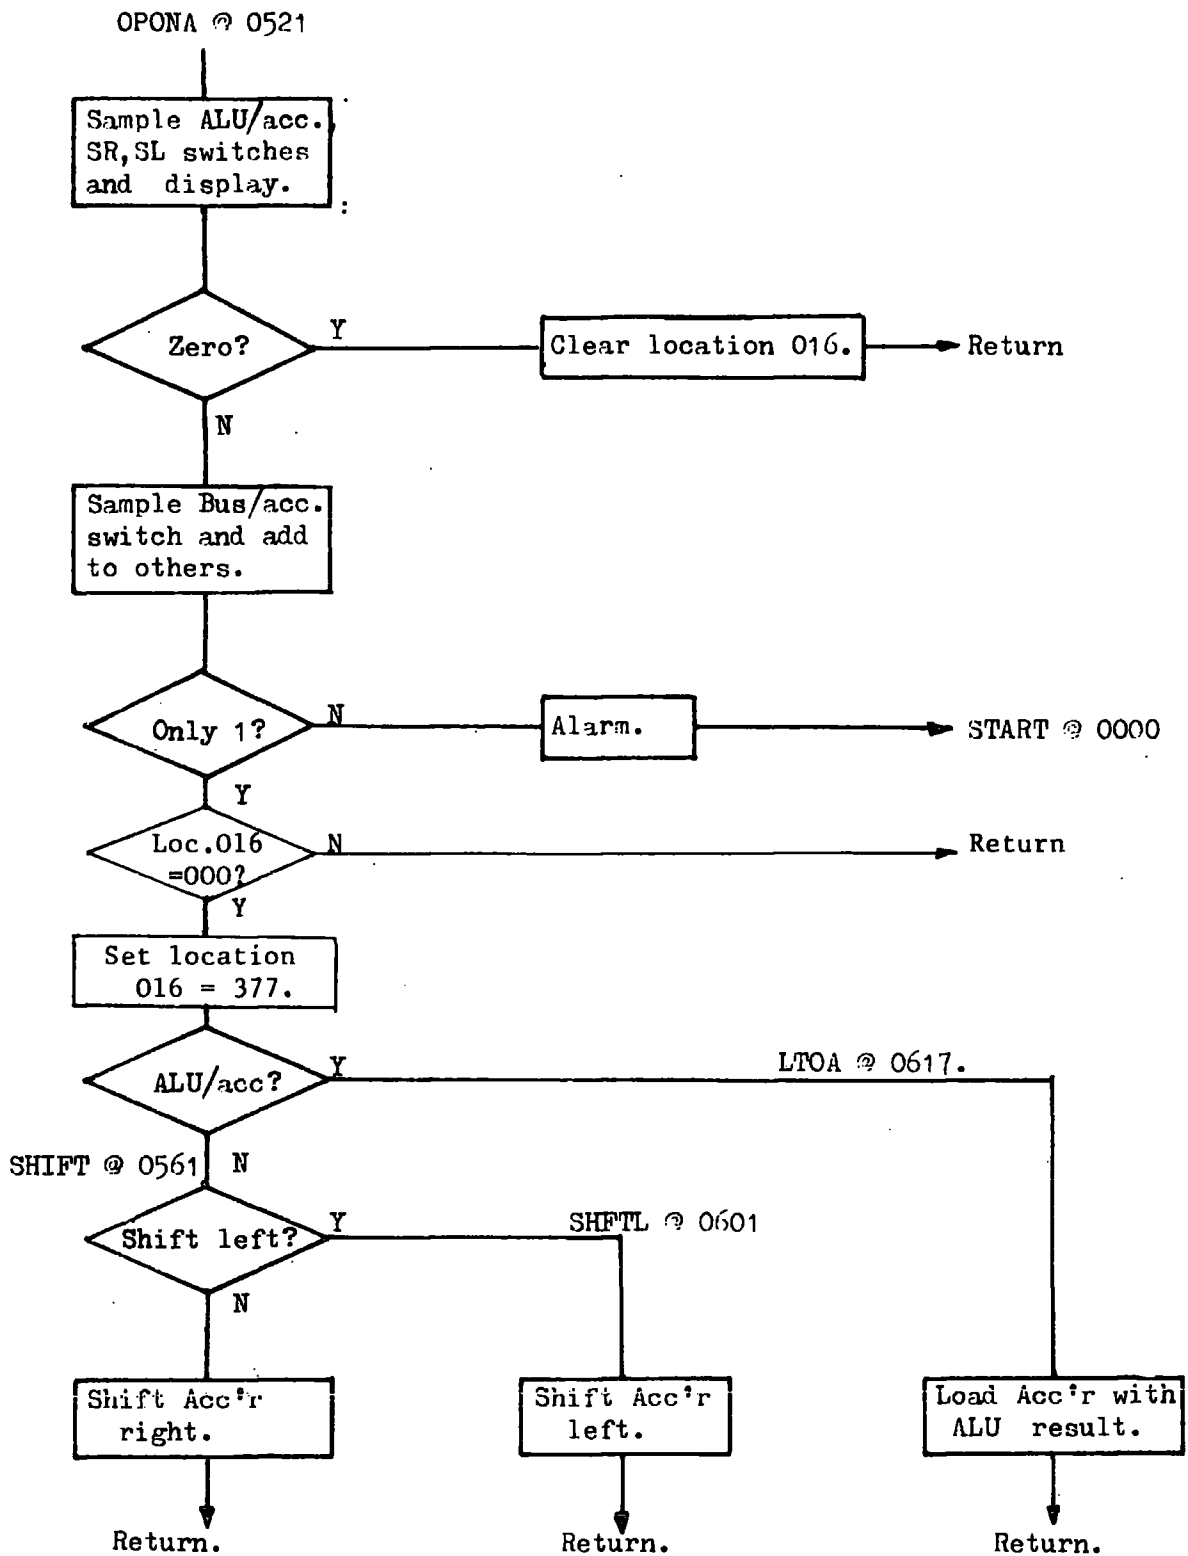 OPONA @ 0521
Sample ALU/acc.
SR,SL switches
and display.
Zero?
Y
Clear location 016.
Return
N
Sample Bus/acc.
switch and add
to others.
Only 1?
N
Alarm.
START @ 0000
Y
Loc.016
=000?
N
Return
Y
Set location
016 = 377.
ALU/acc?
Y
LTOA @ 0617.
SHIFT @ 0561
N
Shift left?
Y
SHFTL @ 0601
N
Shift Acc'r
right.
Shift Acc'r
left.
Load Acc'r with
ALU result.
Return.
Return.
Return.